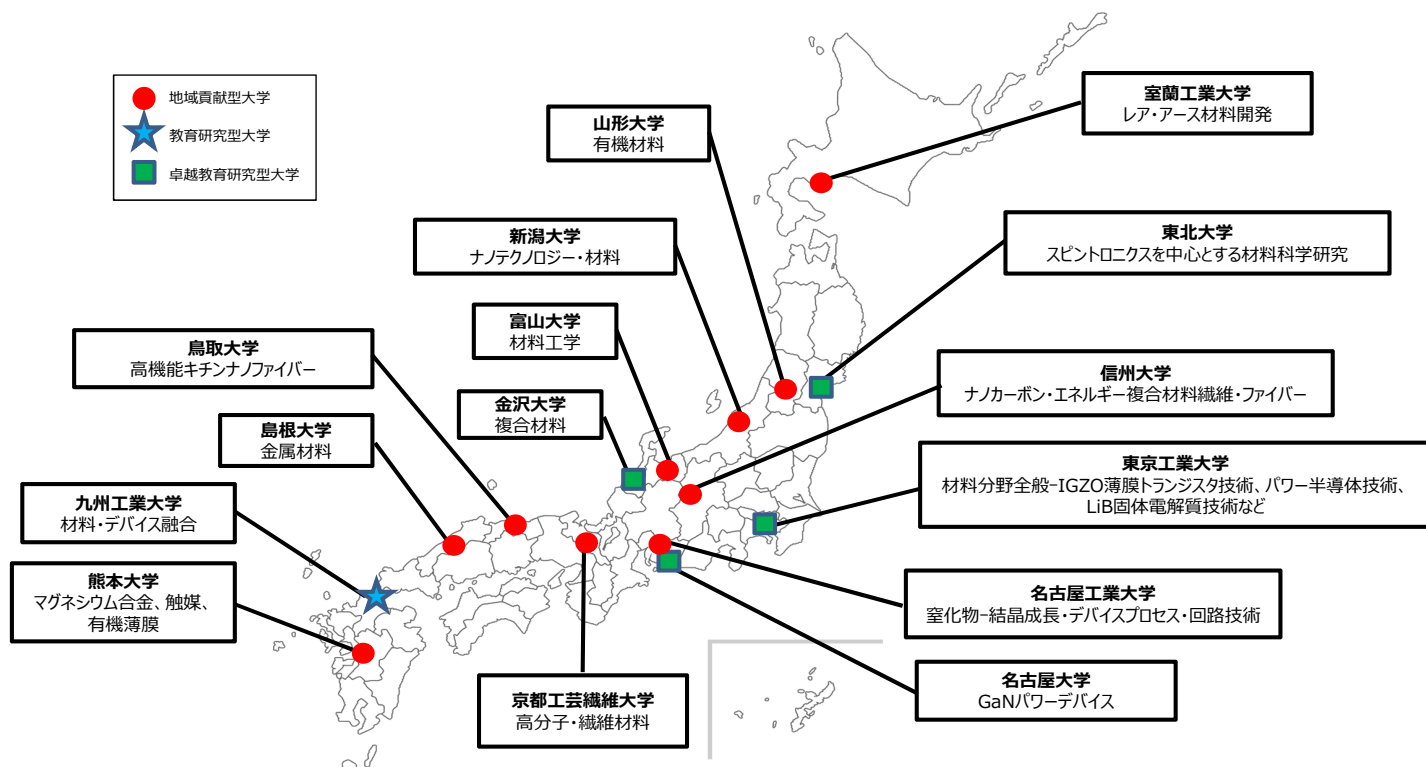 地域貢献型大学
教育研究型大学
卓越教育研究型大学
室蘭工業大学
レア・アース材料開発
山形大学
有機材料
新潟大学
ナノテクノロジー・材料
東北大学
スピントロニクスを中心とする材料科学研究
富山大学
材料工学
鳥取大学
高機能キチンナノファイバー
信州大学
ナノカーボン・エネルギー複合材料繊維・ファイバー
金沢大学
複合材料
島根大学
金属材料
東京工業大学
材料分野全般−IGZO薄膜トランジスタ技術、パワー半導体技術、
LiB固体電解質技術など
九州工業大学
材料・デバイス融合
熊本大学
マグネシウム合金、触媒、
有機薄膜
名古屋工業大学
窒化物−結晶成長・デバイスプロセス・回路技術
京都工芸繊維大学
高分子・繊維材料
名古屋大学
GaNパワーデバイス